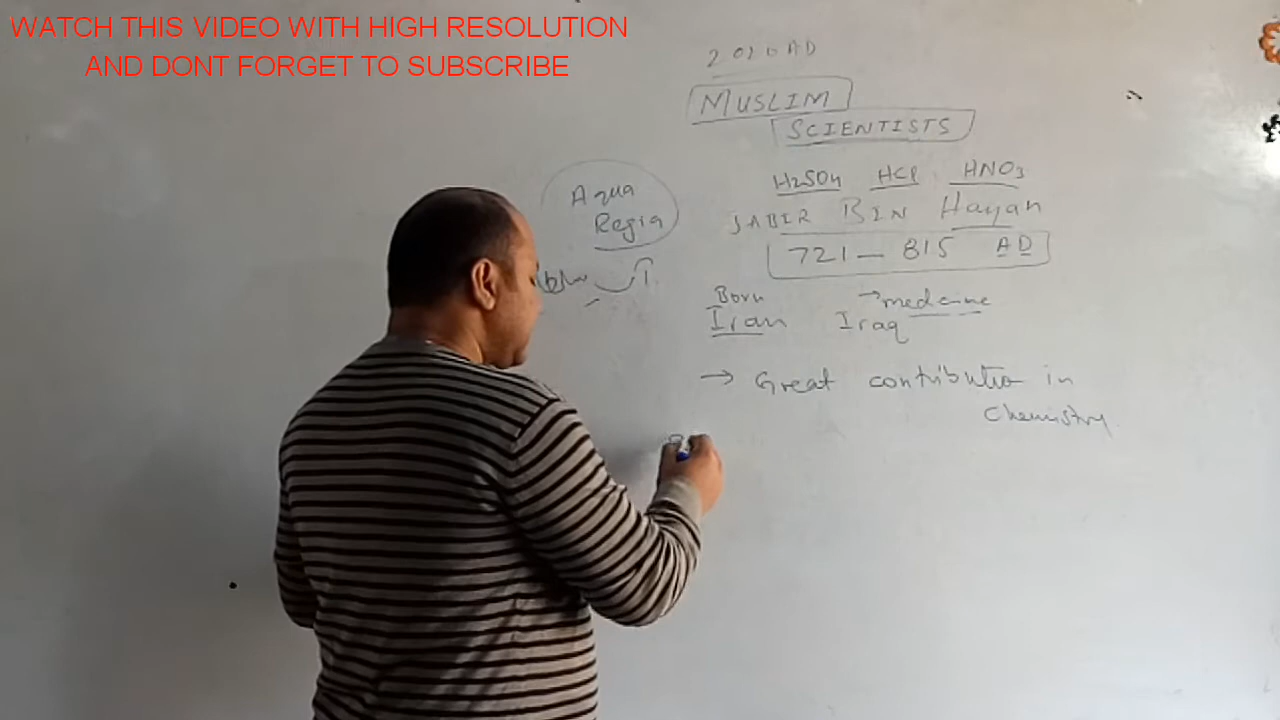 WATCH THIS VIDEO WITH HIGH RESOLUTION
AND DONT FORGET TO SUBSCRIBE
2020 AD
MUSLIM
SCIENTISTS
H2SO4 HCl HNO3
JABIR BIN Hayan
721 - 815 AD
Aqua
Regia
Born
Iran Iraq → medecine
→ Great contribution in
Chemistry